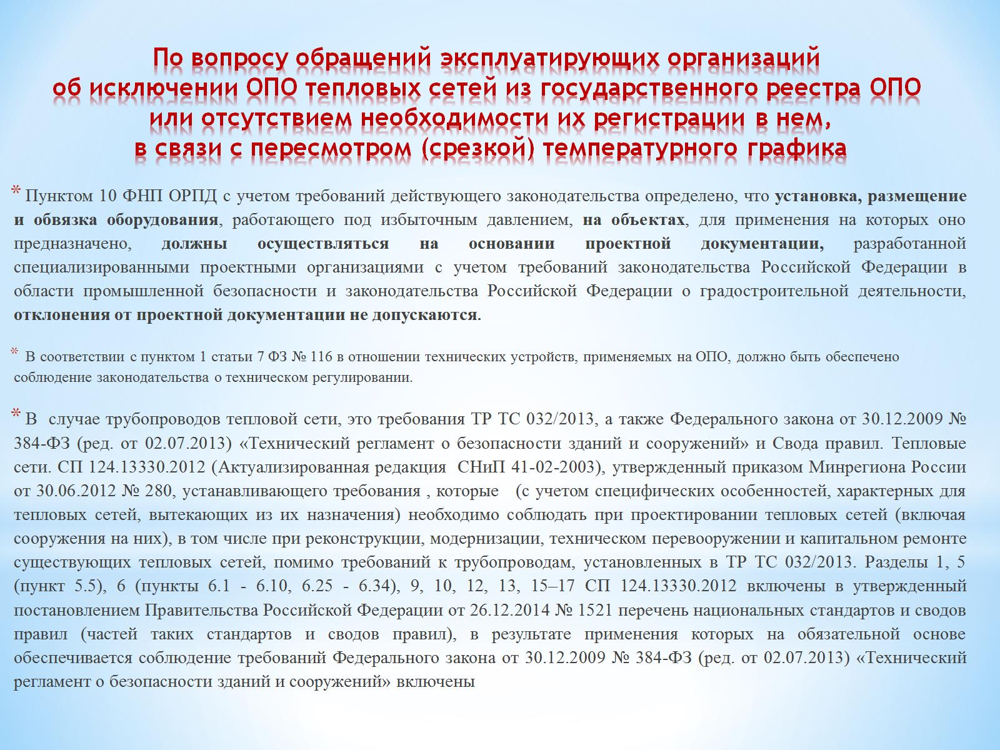 По вопросу обращений эксплуатирующих организаций
об исключении ОПО тепловых сетей из государственного реестра ОПО
или отсутствием необходимости их регистрации в нем,
в связи с пересмотром (срезкой) температурного графика
* Пунктом 10 ФНП ОРПД с учетом требований действующего законодательства определено, что установка, размещение
и обвязка оборудования, работающего под избыточным давлением, на объектах, для применения на которых оно
предназначено, должны осуществляться на основании проектной документации, разработанной
специализированными проектными организациями с учетом требований законодательства Российской Федерации в
области промышленной безопасности и законодательства Российской Федерации о градостроительной деятельности,
отклонения от проектной документации не допускаются.
* В соответствии с пунктом 1 статьи 7 ФЗ № 116 в отношении технических устройств, применяемых на ОПО, должно быть обеспечено
соблюдение законодательства о техническом регулировании.
* В случае трубопроводов тепловой сети, это требования ТР ТС 032/2013, а также Федерального закона от 30.12.2009 №
384-ФЗ (ред. от 02.07.2013) «Технический регламент о безопасности зданий и сооружений» и Свода правил. Тепловые
сети. СП 124.13330.2012 (Актуализированная редакция СНиП 41-02-2003), утвержденный приказом Минрегиона России
от 30.06.2012 № 280, устанавливающего требования , которые (с учетом специфических особенностей, характерных для
тепловых сетей, вытекающих из их назначения) необходимо соблюдать при проектировании тепловых сетей (включая
сооружения на них), в том числе при реконструкции, модернизации, техническом перевооружении и капитальном ремонте
существующих тепловых сетей, помимо требований к трубопроводам, установленных в ТР ТС 032/2013. Разделы 1, 5
(пункт 5.5), 6 (пункты 6.1 - 6.10, 6.25 - 6.34), 9, 10, 12, 13, 15–17 СП 124.13330.2012 включены в утвержденный
постановлением Правительства Российской Федерации от 26.12.2014 № 1521 перечень национальных стандартов и сводов
правил (частей таких стандартов и сводов правил), в результате применения которых на обязательной основе
обеспечивается соблюдение требований Федерального закона от 30.12.2009 № 384-ФЗ (ред. от 02.07.2013) «Технический
регламент о безопасности зданий и сооружений» включены